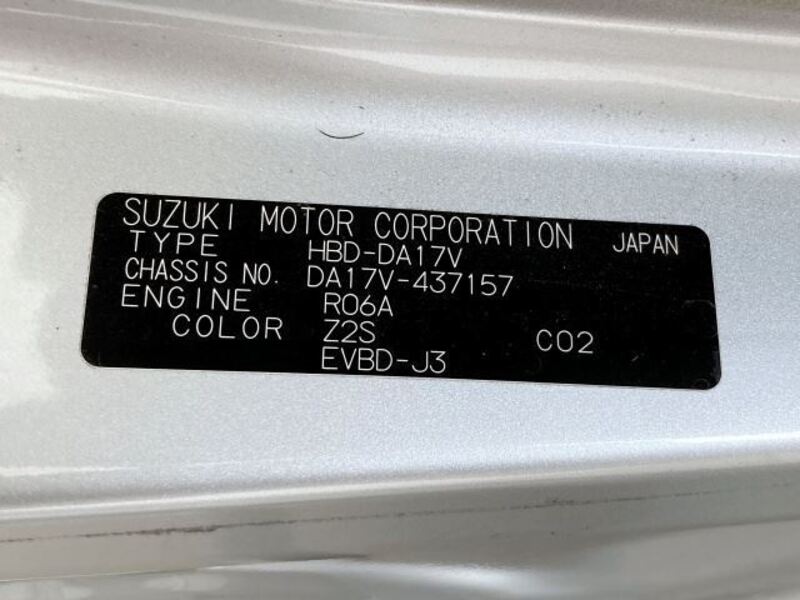 SUZUKI MOTOR CORPORATION JAPAN
TYPE HBD-DA17V
CHASSIS NO. DA17V-437157
ENGINE R06A
COLOR Z2S C02
EVBD-J3